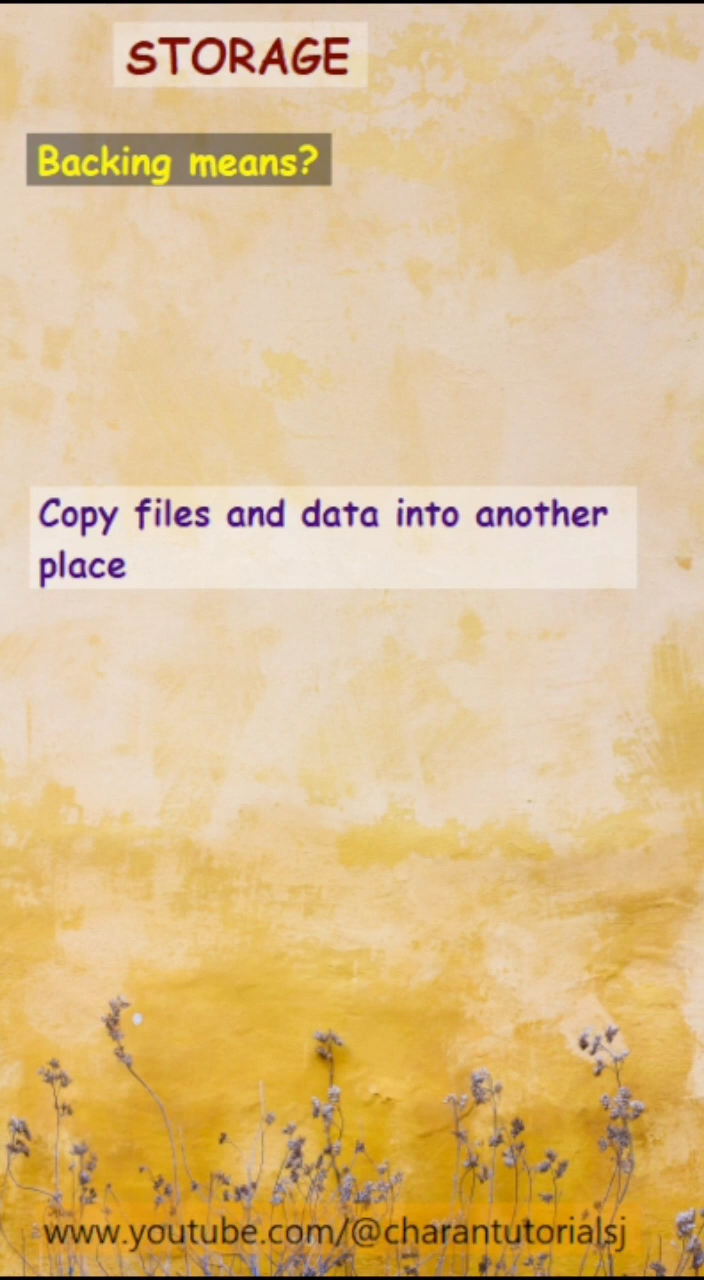 STORAGE
Backing means?
Copy files and data into another
place
www.youtube.com/@charantutorialsj